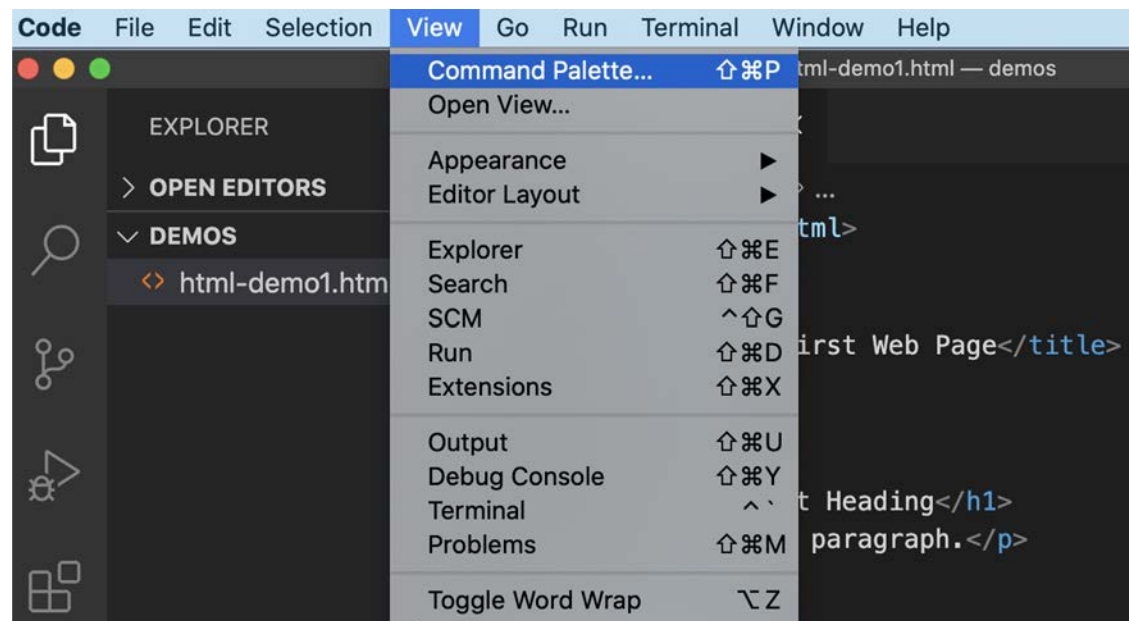 Code File Edit Selection View Go Run Terminal Window Help
Command Palette... ⇧⌘P
tml-demo1.html — demos
Open View...
EXPLORER
Appearance ▶
> OPEN EDITORS
Editor Layout ▶
> ...
DEMOS
tml>
Explorer ⇧⌘E
<> html-demo1.htm
Search ⇧⌘F
SCM ^⇧G
Run ⇧⌘D
irst Web Page</title>
Extensions ⇧⌘X
Output ⇧⌘U
Debug Console ⇧⌘Y
Terminal ^`
t Heading</h1>
Problems ⇧⌘M
paragraph.</p>
Toggle Word Wrap ⌥Z